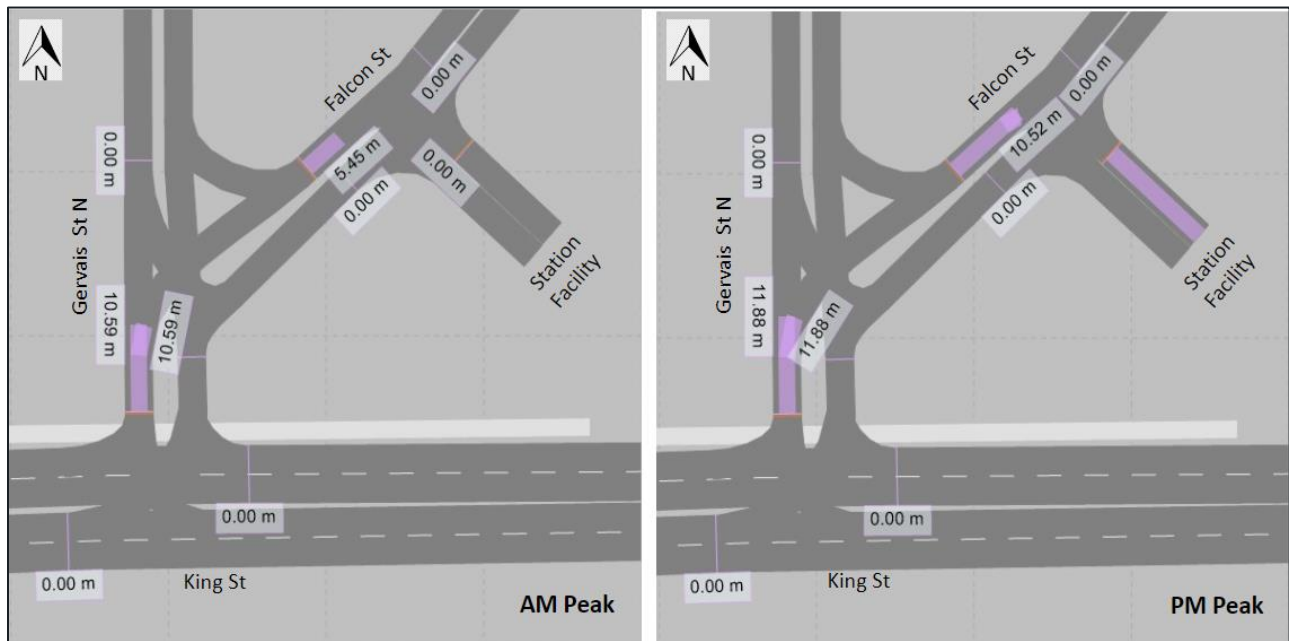 N
Falcon St
0.00 m
0.00 m
5.45 m
0.00 m
0.00 m
Gervais St N
Station
Facility
10.59 m
10.59 m
0.00 m
0.00 m
King St
AM Peak
N
Falcon St
0.00 m
10.52 m
0.00 m
0.00 m
Gervais St N
Station
Facility
11.88 m
11.88 m
0.00 m
0.00 m
King St
PM Peak